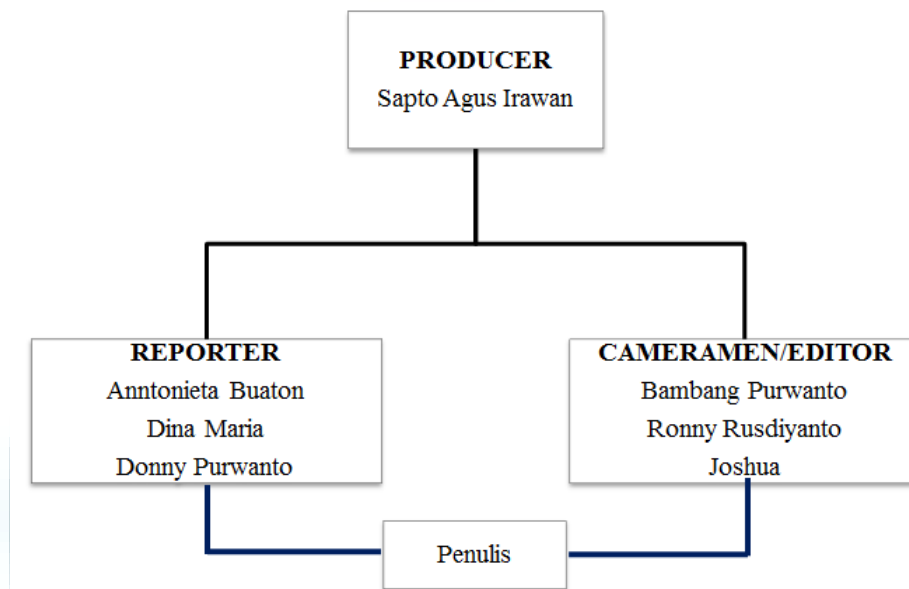 PRODUCER
Sapto Agus Irawan
REPORTER
Anntonieta Buaton
Dina Maria
Donny Purwanto
CAMERAMEN/EDITOR
Bambang Purwanto
Ronny Rusdiyanto
Joshua
Penulis